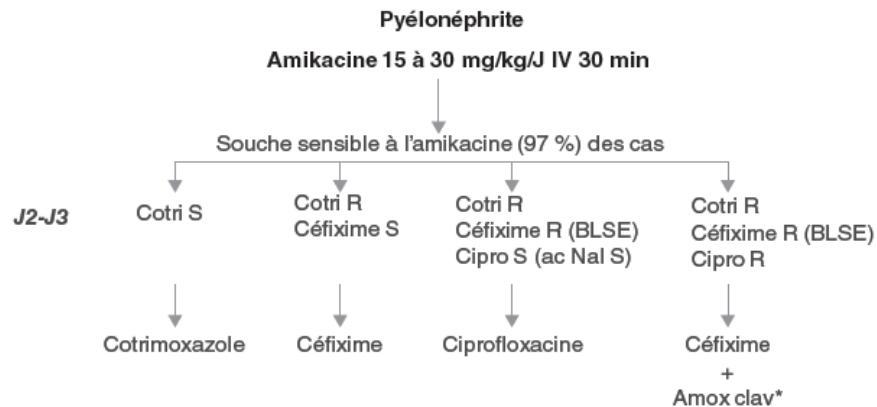 Pyélonéphrite
Amikacine 15 à 30 mg/kg/J IV 30 min
Souche sensible à l'amikacine (97 %) des cas
J2-J3
Cotri S
Cotri R
Céfixime S
Cotri R
Céfixime R (BLSE)
Cipro S (ac Nal S)
Cotri R
Céfixime R (BLSE)
Cipro R
Cotrimoxazole
Céfixime
Ciprofloxacine
Céfixime
+
Amox clav*